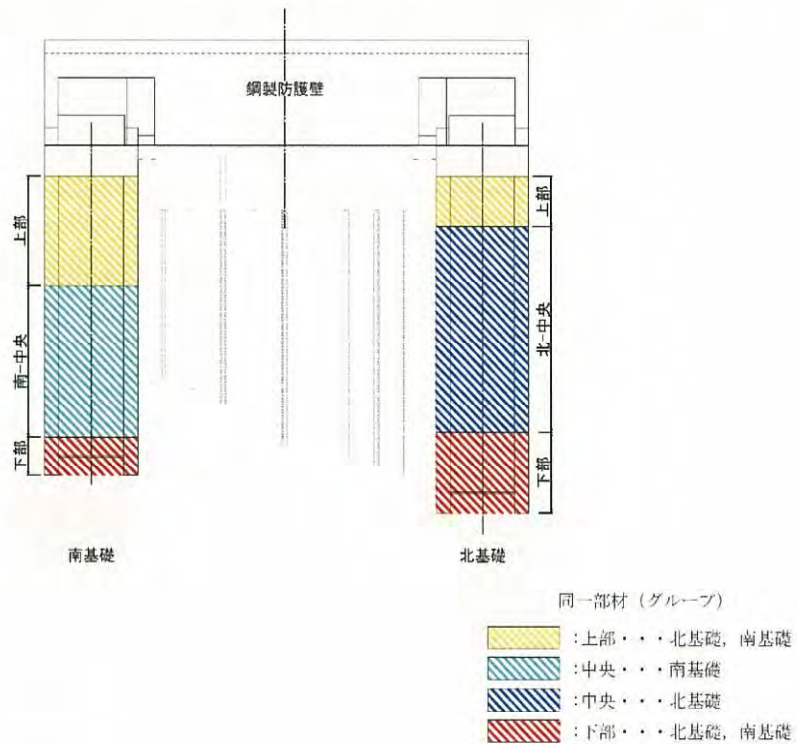 鋼製防護壁
上部
南-中央
下部
上部
北-中央
下部
南基礎
北基礎
同一部材（グループ）
：上部・・・北基礎，南基礎
：中央・・・南基礎
：中央・・・北基礎
：下部・・・北基礎，南基礎